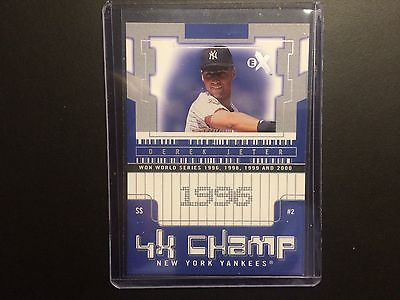 NY
EX
DEREK JETER
WON WORLD SERIES 1996, 1998, 1999 AND 2000
1996
SS #2
4X CHAMP
NEW YORK YANKEES®